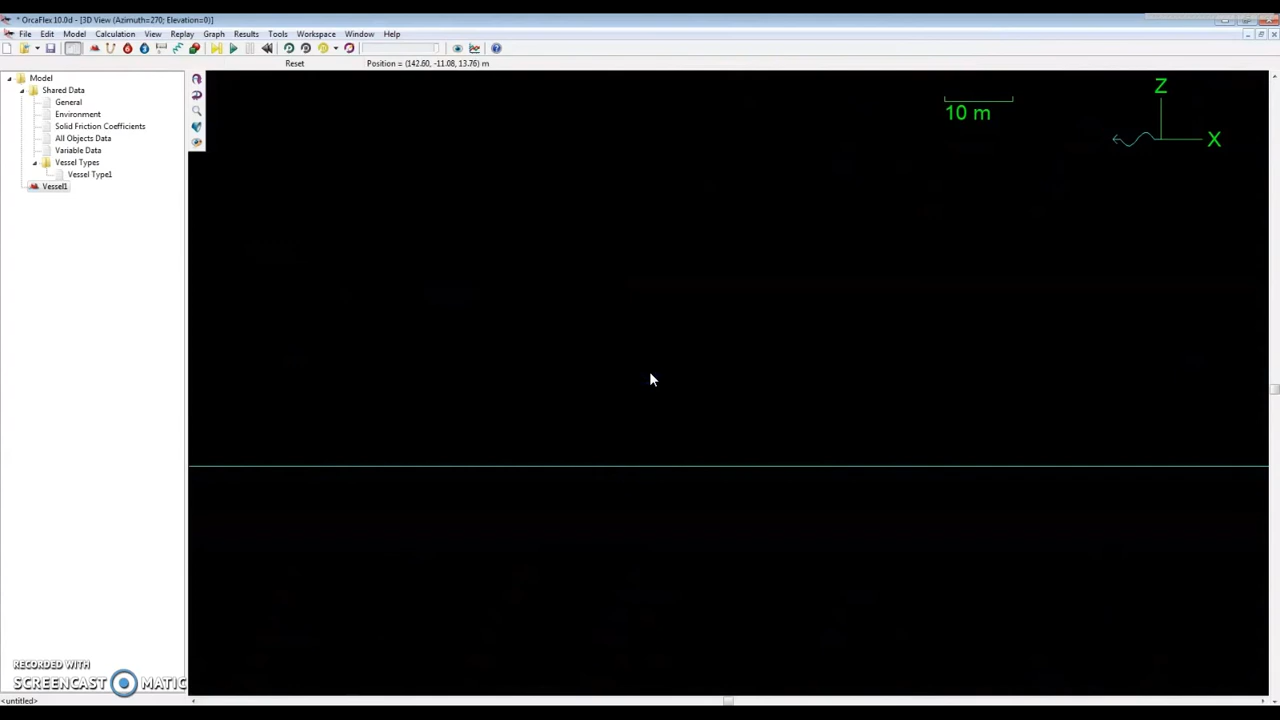 * OrcaFlex 10.0d - [3D View (Azimuth=270; Elevation=0)]
File Edit Model Calculation View Replay Graph Results Tools Workspace Window Help
Reset Position = (142.60, -11.08, 13.76) m
Model
Shared Data
General
Environment
Solid Friction Coefficients
All Objects Data
Variable Data
Vessel Types
Vessel Type1
Vessel1
10 m
Z
X
RECORDED WITH
SCREENCAST MATIC
<untitled>